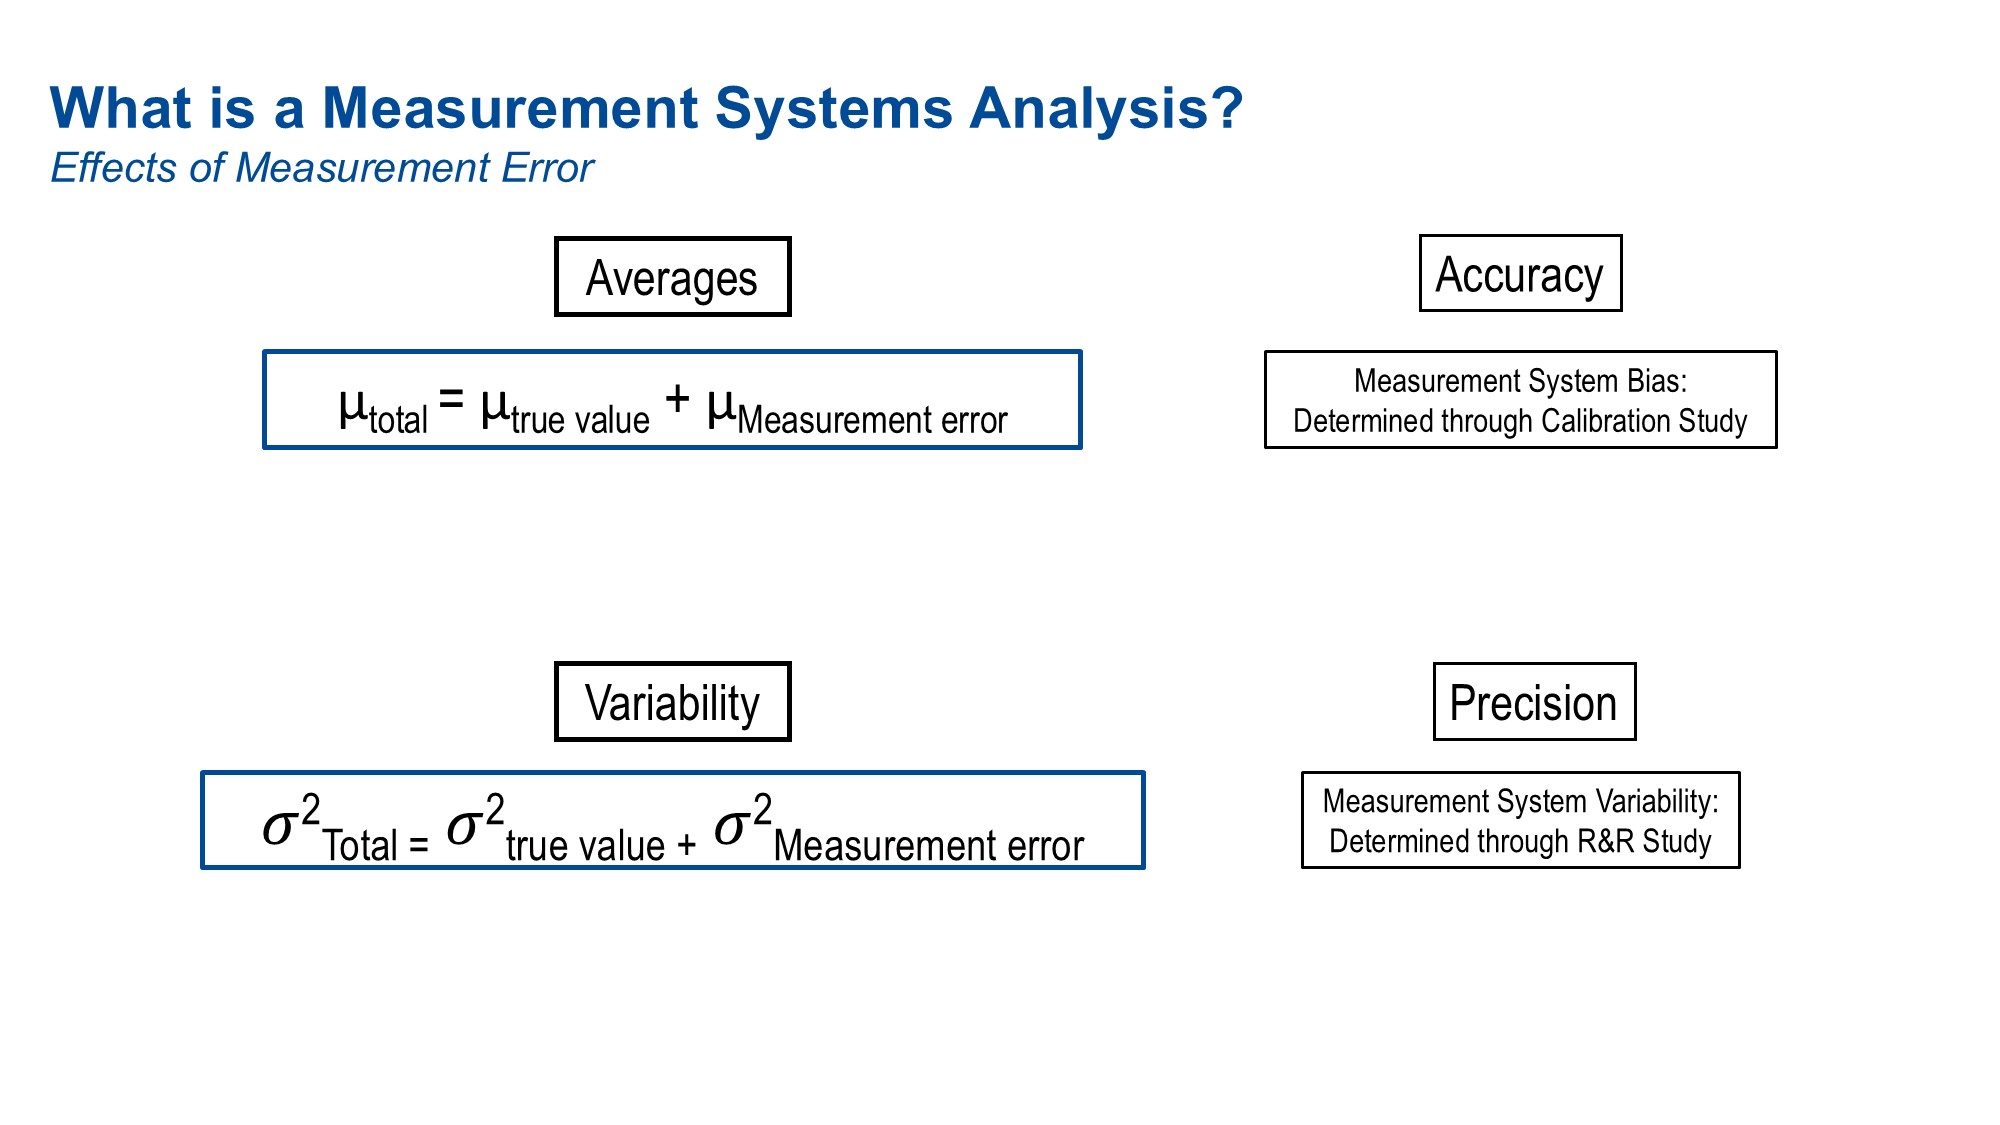 What is a Measurement Systems Analysis?
Effects of Measurement Error
Averages
Accuracy
μtotal = μtrue value + μMeasurement error
Measurement System Bias:
Determined through Calibration Study
Variability
Precision
σ²Total = σ²true value + σ²Measurement error
Measurement System Variability:
Determined through R&R Study